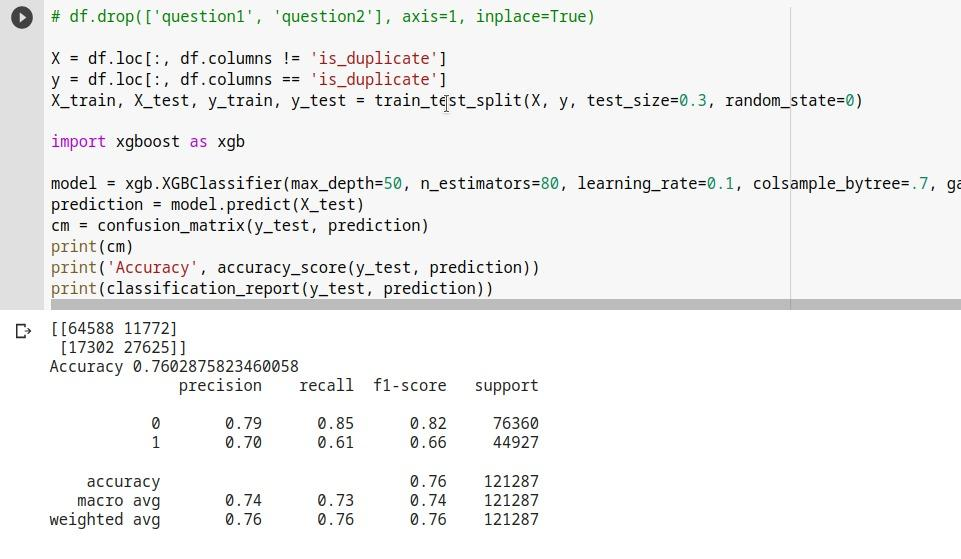 # df.drop(['question1', 'question2'], axis=1, inplace=True)
X = df.loc[:, df.columns != 'is_duplicate']
y = df.loc[:, df.columns == 'is_duplicate']
X_train, X_test, y_train, y_test = train_test_split(X, y, test_size=0.3, random_state=0)
import xgboost as xgb
model = xgb.XGBClassifier(max_depth=50, n_estimators=80, learning_rate=0.1, colsample_bytree=.7, ga
prediction = model.predict(X_test)
cm = confusion_matrix(y_test, prediction)
print(cm)
print('Accuracy', accuracy_score(y_test, prediction))
print(classification_report(y_test, prediction))
[[64588 11772]
[17302 27625]]
Accuracy 0.7602875823460058
precision recall f1-score support
0 0.79 0.85 0.82 76360
1 0.70 0.61 0.66 44927
accuracy 0.76 121287
macro avg 0.74 0.73 0.74 121287
weighted avg 0.76 0.76 0.76 121287